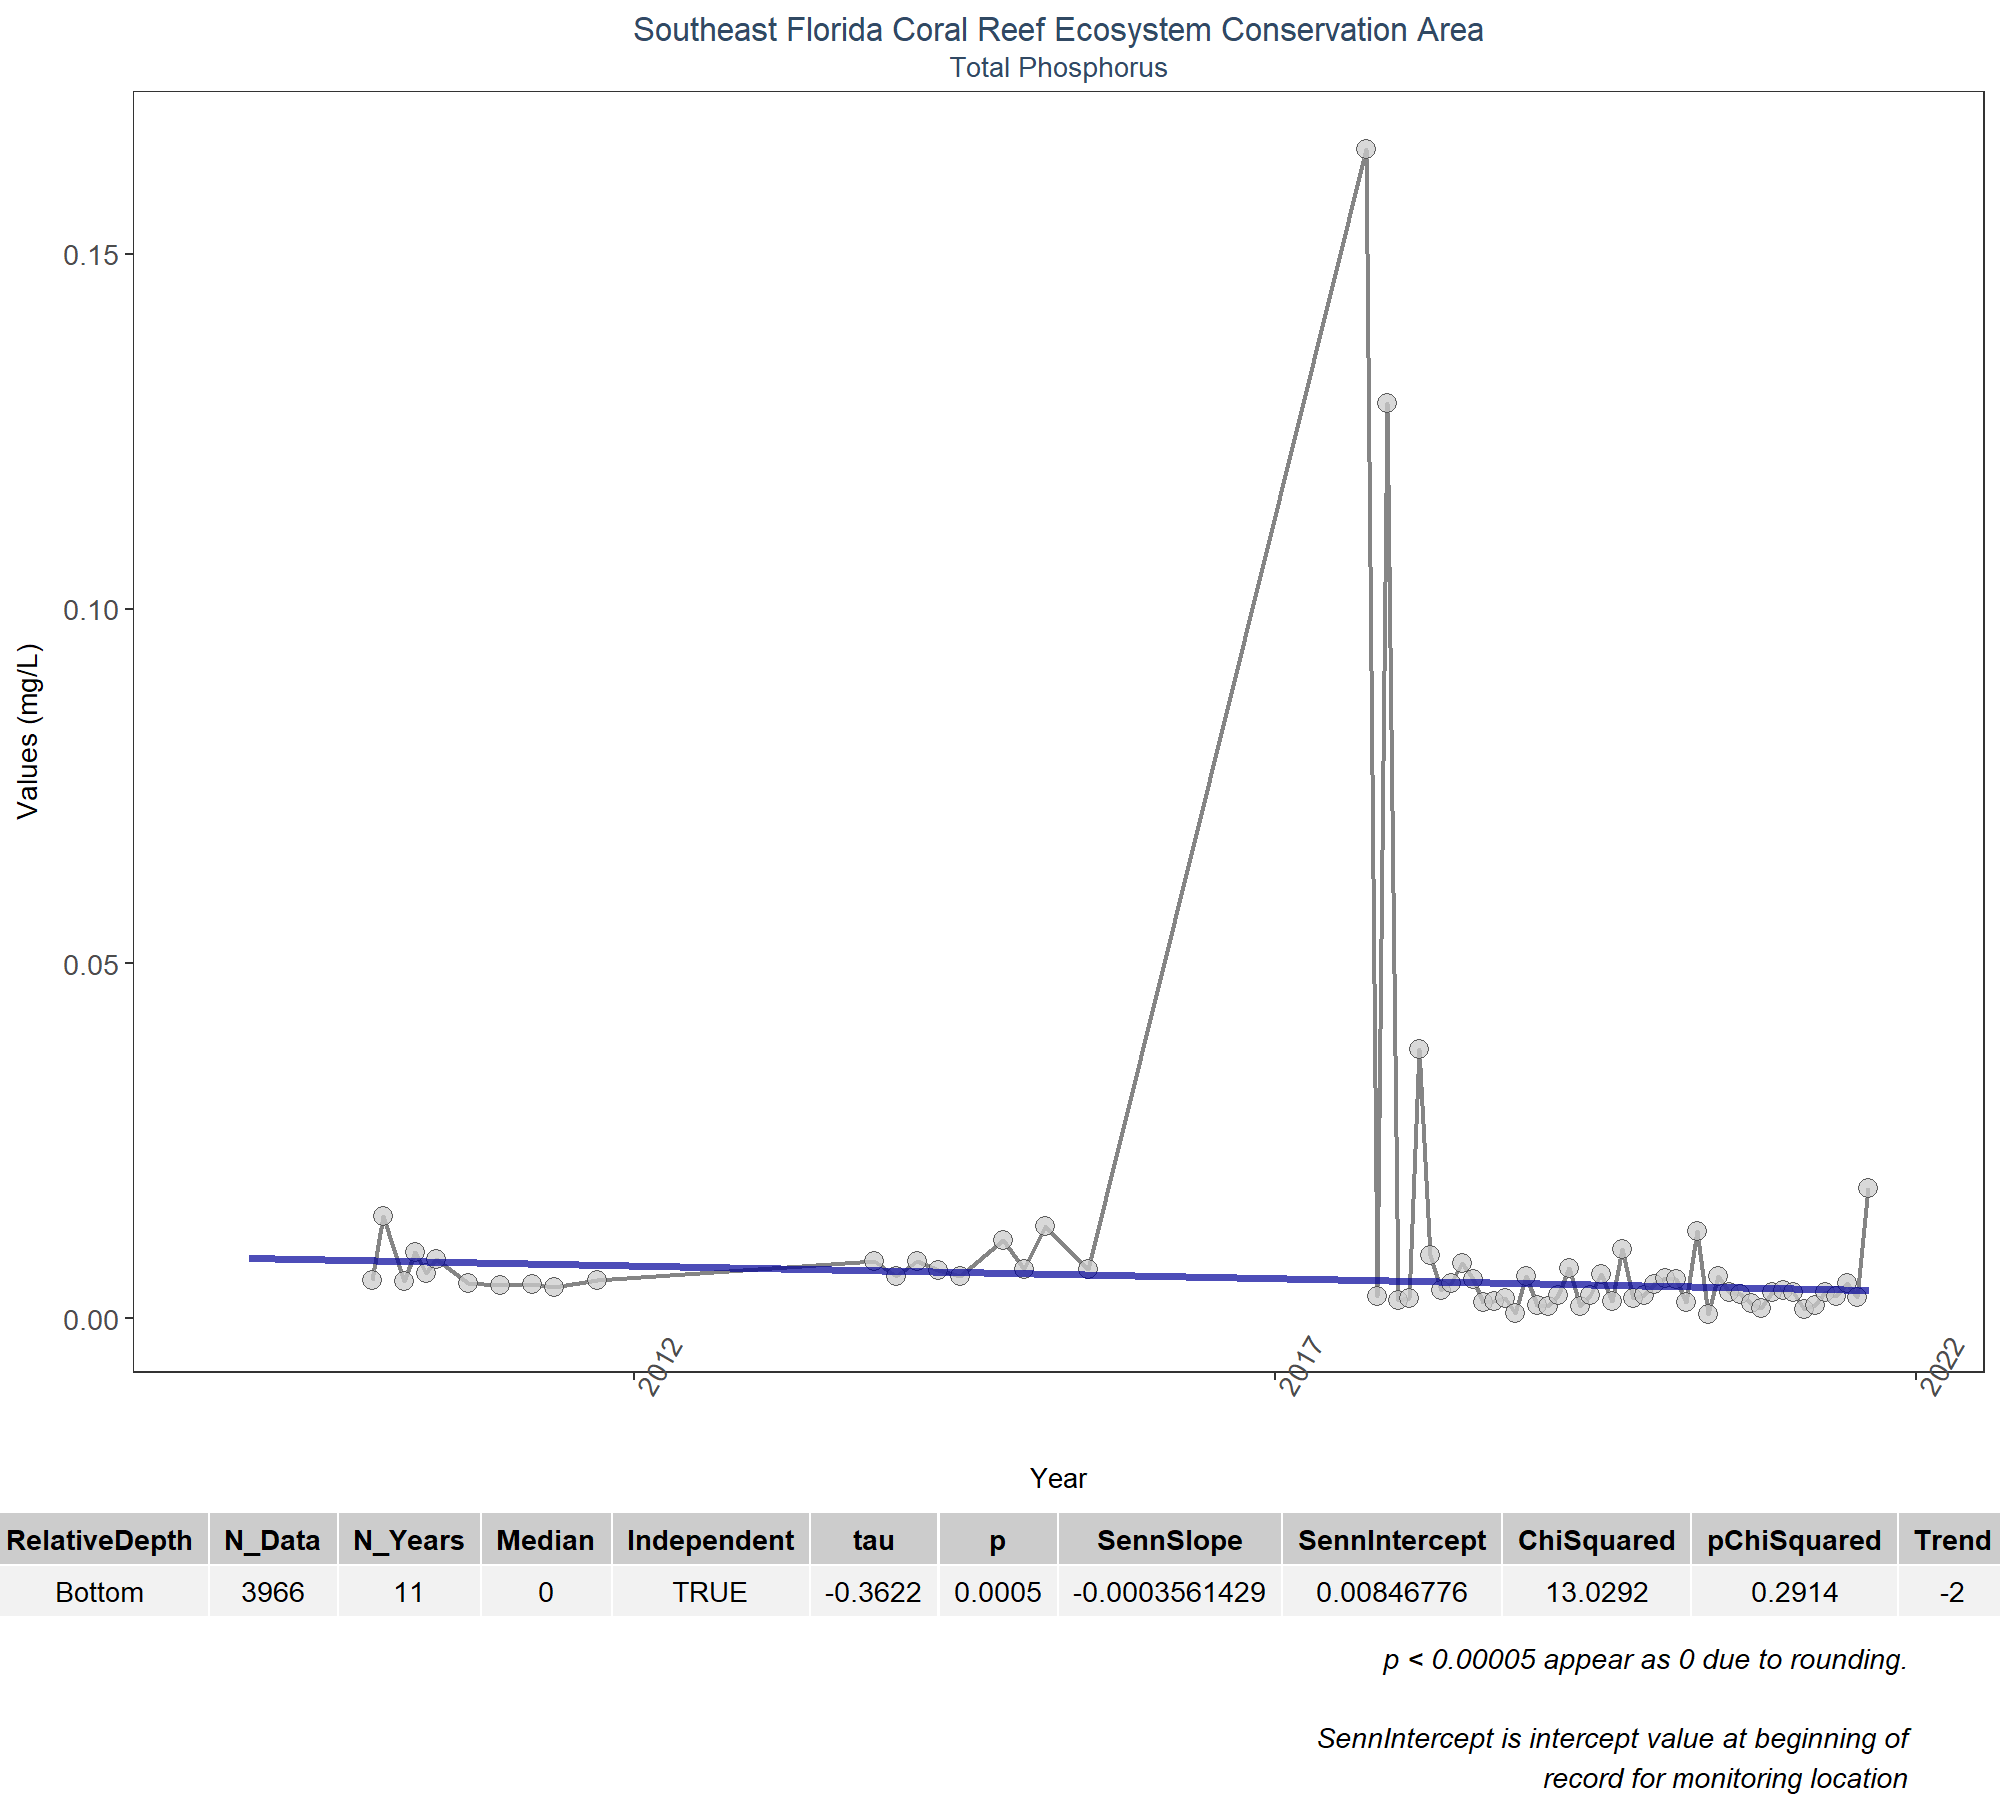 Southeast Florida Coral Reef Ecosystem Conservation Area
Total Phosphorus
Values (mg/L)
0.15
0.10
0.05
0.00
2012 2017 2022
Year
RelativeDepth N_Data N_Years Median Independent tau p SennSlope SennIntercept ChiSquared pChiSquared Trend
Bottom 3966 11 0 TRUE -0.3622 0.0005 -0.0003561429 0.00846776 13.0292 0.2914 -2
p < 0.00005 appear as 0 due to rounding.
SennIntercept is intercept value at beginning of
record for monitoring location